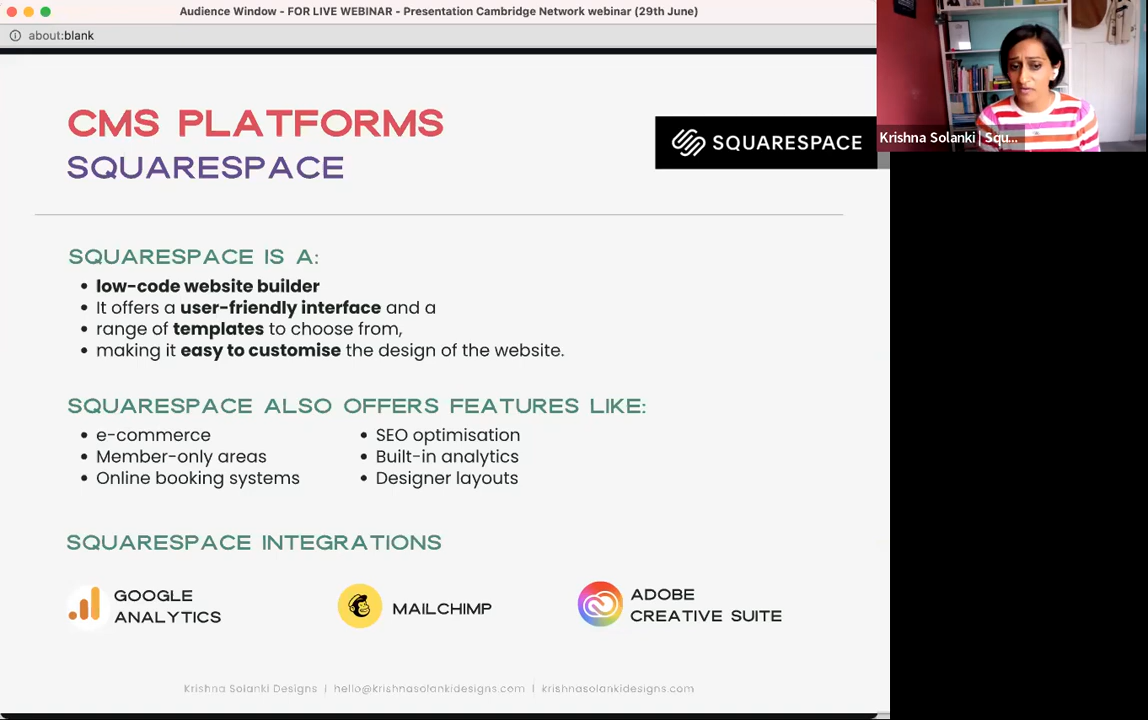 Audience Window - FOR LIVE WEBINAR - Presentation Cambridge Network webinar (29th June)
about:blank
CMS PLATFORMS
SQUARESPACE
SQUARESPACE
Krishna Solanki | Squ...
SQUARESPACE IS A:
• low-code website builder
• It offers a user-friendly interface and a
• range of templates to choose from,
• making it easy to customise the design of the website.
SQUARESPACE ALSO OFFERS FEATURES LIKE:
• e-commerce
• Member-only areas
• Online booking systems
• SEO optimisation
• Built-in analytics
• Designer layouts
SQUARESPACE INTEGRATIONS
GOOGLE
ANALYTICS
MAILCHIMP
ADOBE
CREATIVE SUITE
Krishna Solanki Designs | hello@krishnasolankidesigns.com | krishnasolankidesigns.com